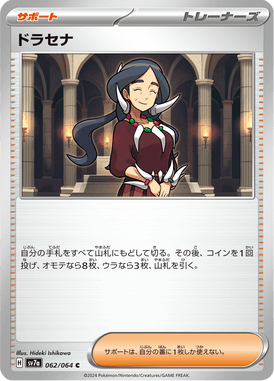 サポート トレーナーズ
ドラセナ
自分の手札をすべて山札にもどして切る。その後、コインを1回
投げ、オモテなら8枚、ウラなら3枚、山札を引く。
Illus. Hideki Ishikawa
H sv7a 062/064 C
©2024 Pokémon/Nintendo/Creatures/GAME FREAK.
サポートは、自分の番に1枚しか使えない。